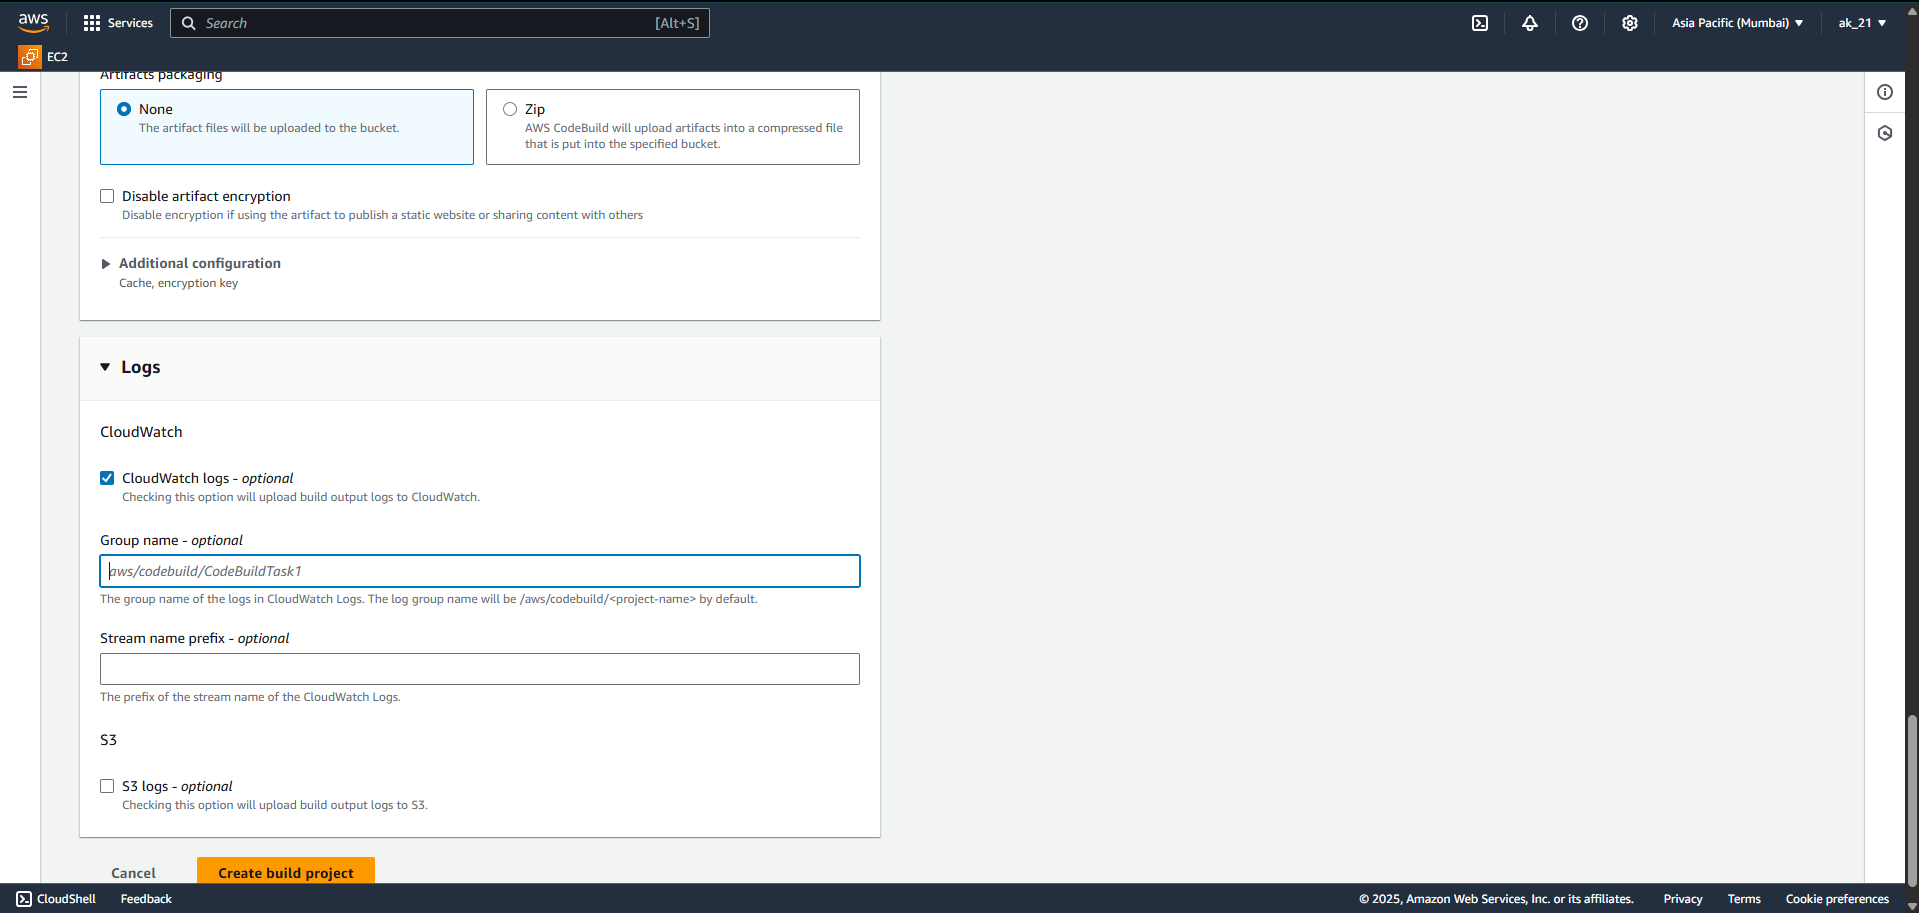 aws
Services
Search
[Alt+S]
Asia Pacific (Mumbai)
ak_21
EC2
Artifacts packaging
None
The artifact files will be uploaded to the bucket.
Zip
AWS CodeBuild will upload artifacts into a compressed file
that is put into the specified bucket.
Disable artifact encryption
Disable encryption if using the artifact to publish a static website or sharing content with others
Additional configuration
Cache, encryption key
Logs
CloudWatch
CloudWatch logs - optional
Checking this option will upload build output logs to CloudWatch.
Group name - optional
aws/codebuild/CodeBuildTask1
The group name of the logs in CloudWatch Logs. The log group name will be /aws/codebuild/<project-name> by default.
Stream name prefix - optional
The prefix of the stream name of the CloudWatch Logs.
S3
S3 logs - optional
Checking this option will upload build output logs to S3.
Cancel
Create build project
CloudShell
Feedback
© 2025, Amazon Web Services, Inc. or its affiliates.
Privacy
Terms
Cookie preferences